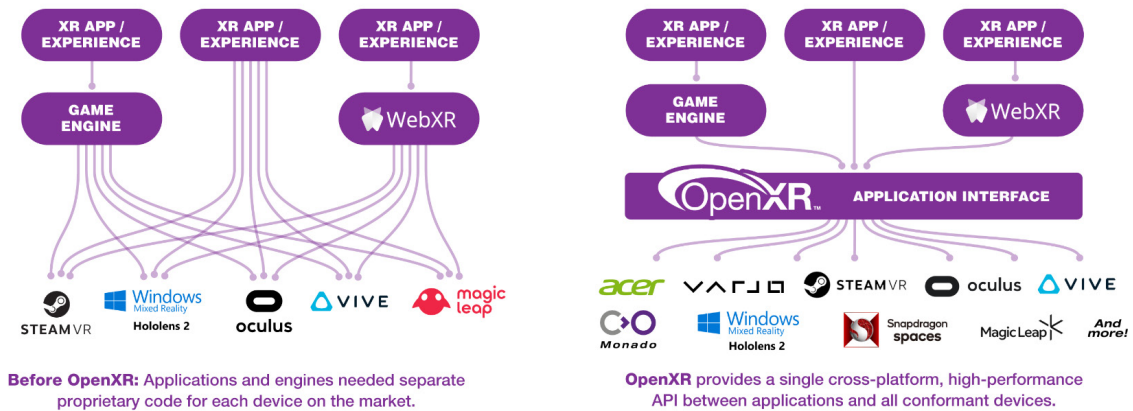 XR APP /
EXPERIENCE
XR APP /
EXPERIENCE
XR APP /
EXPERIENCE
GAME
ENGINE
WebXR
STEAMVR
Windows
Mixed Reality
Hololens 2
oculus
VIVE
magic
leap
Before OpenXR: Applications and engines needed separate
proprietary code for each device on the market.
XR APP /
EXPERIENCE
XR APP /
EXPERIENCE
XR APP /
EXPERIENCE
GAME
ENGINE
WebXR
OpenXR™ APPLICATION INTERFACE
acer
VARJO
STEAMVR
oculus
VIVE
Monado
Windows
Mixed Reality
Hololens 2
Snapdragon
spaces
Magic Leap
And
more!
OpenXR provides a single cross-platform, high-performance
API between applications and all conformant devices.